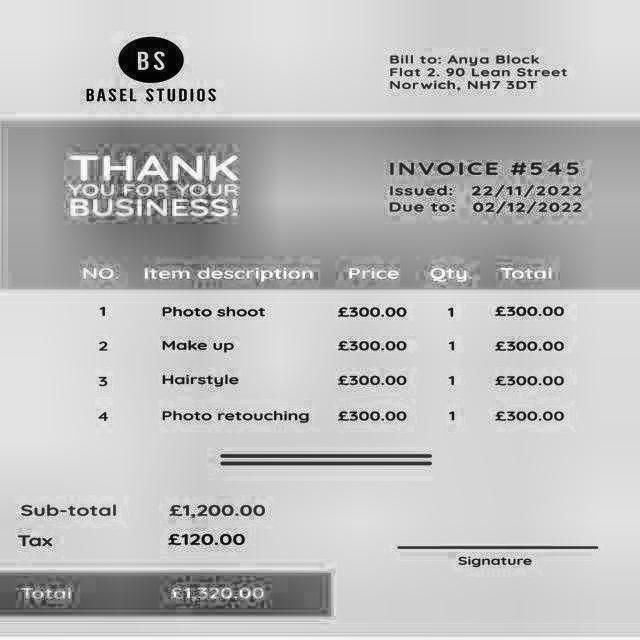 BS
BASEL STUDIOS
Bill to: Anya Block
Flat 2. 90 Lean Street
Norwich, NH7 3DT
THANK
YOU FOR YOUR
BUSINESS!
INVOICE #545
Issued: 22/11/2022
Due to: 02/12/2022
NO. Item description Price Qty. Total
1 Photo shoot £300.00 1 £300.00
2 Make up £300.00 1 £300.00
3 Hairstyle £300.00 1 £300.00
4 Photo retouching £300.00 1 £300.00
Sub-total £1,200.00
Tax £120.00
Signature
Total £1,320.00